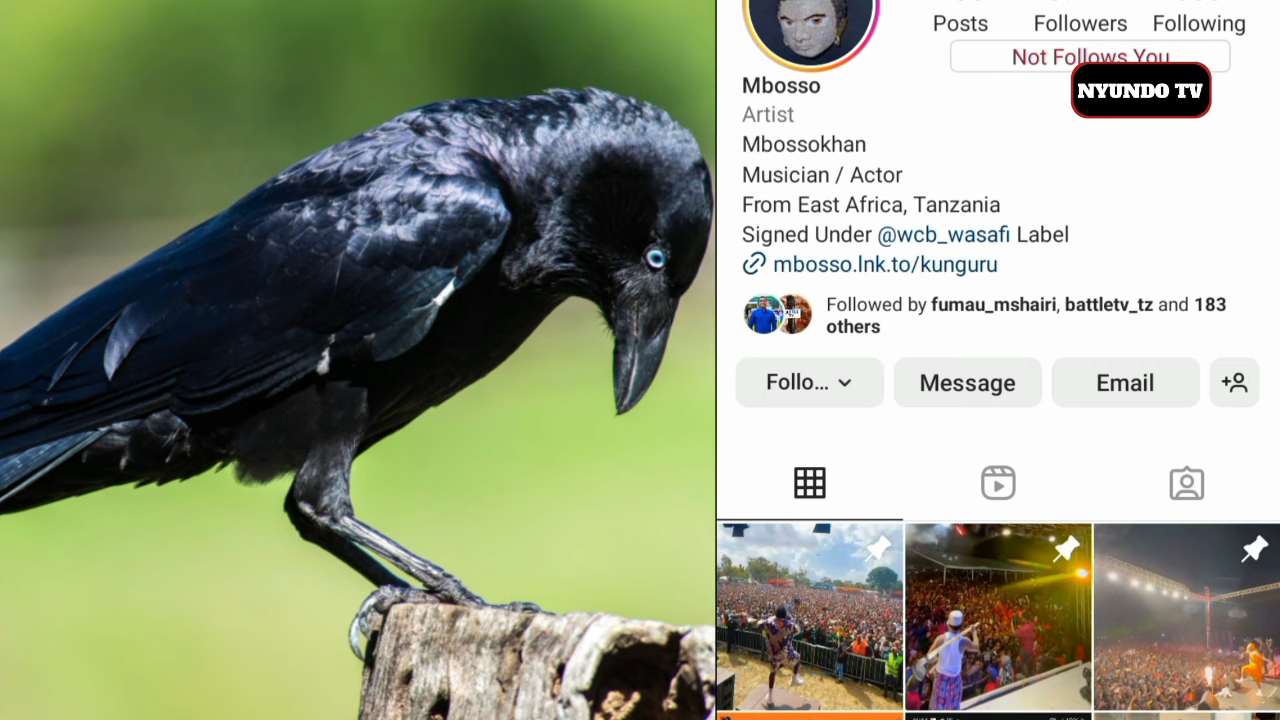 Posts Followers Following
Not Follows You
NYUNDO TV
Mbosso
Artist
Mbossokhan
Musician / Actor
From East Africa, Tanzania
Signed Under @wcb_wasafi Label
mbosso.lnk.to/kunguru
Followed by fumau_mshairi, battletv_tz and 183
others
Follo...
Message
Email